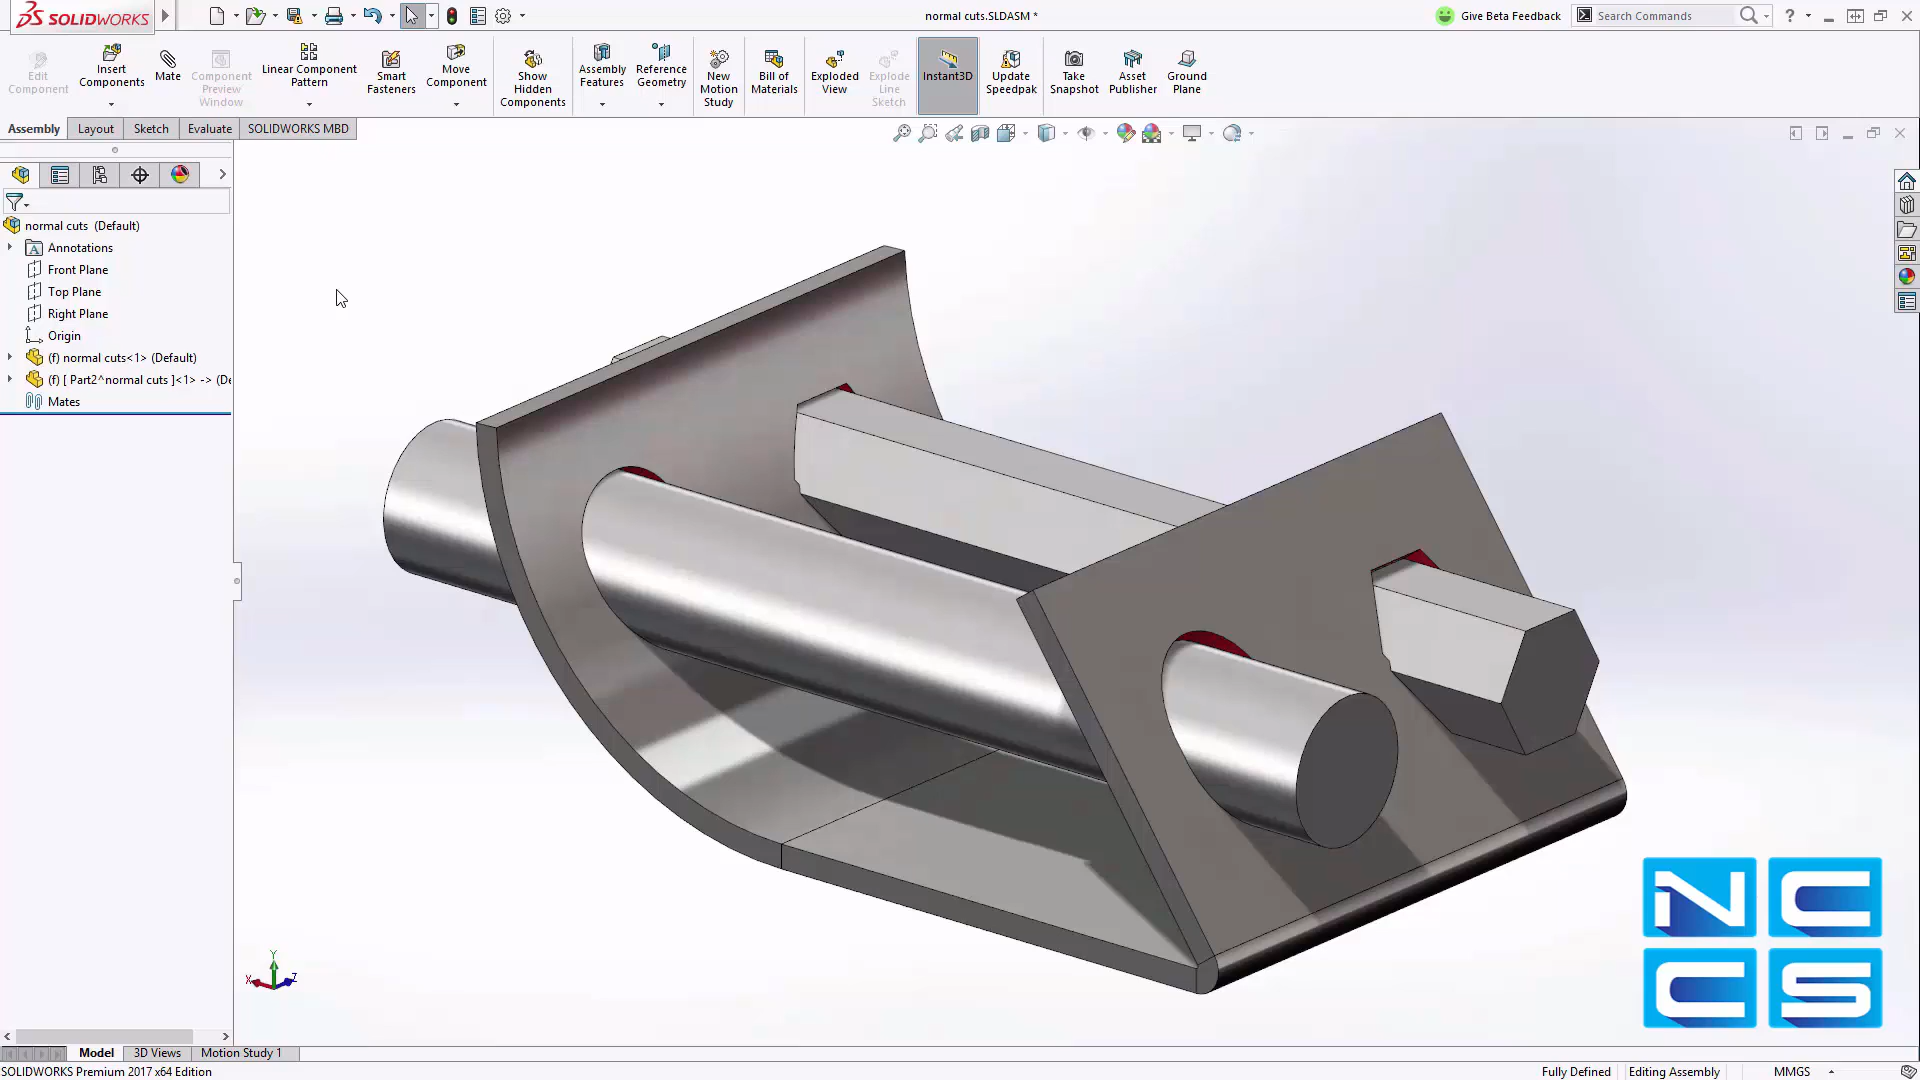 SOLIDWORKS
normal cuts.SLDASM *
Give Beta Feedback
Search Commands
?
Edit Component
Insert Components
Mate
Component Preview Window
Linear Component Pattern
Smart Fasteners
Move Component
Show Hidden Components
Assembly Features
Reference Geometry
New Motion Study
Bill of Materials
Exploded View
Explode Line Sketch
Instant3D
Update Speedpak
Take Snapshot
Asset Publisher
Ground Plane
Assembly
Layout
Sketch
Evaluate
SOLIDWORKS MBD
normal cuts (Default)
A Annotations
Front Plane
Top Plane
Right Plane
Origin
(f) normal cuts<1> (Default)
(f) [ Part2^normal cuts ]<1> -> (De
Mates
Y
X
Z
NC
CS
Model
3D Views
Motion Study 1
SOLIDWORKS Premium 2017 x64 Edition
Fully Defined
Editing Assembly
MMGS